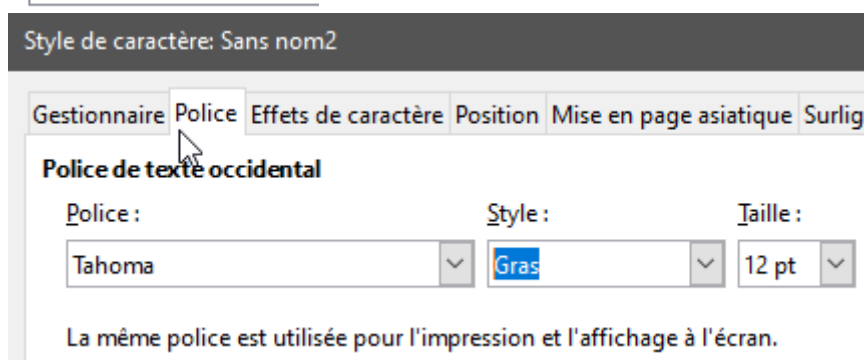 Style de caractère: Sans nom2
Gestionnaire Police Effets de caractère Position Mise en page asiatique Surlig
Police de texte occidental
Police : Style : Taille :
Tahoma Gras 12 pt
La même police est utilisée pour l'impression et l'affichage à l'écran.